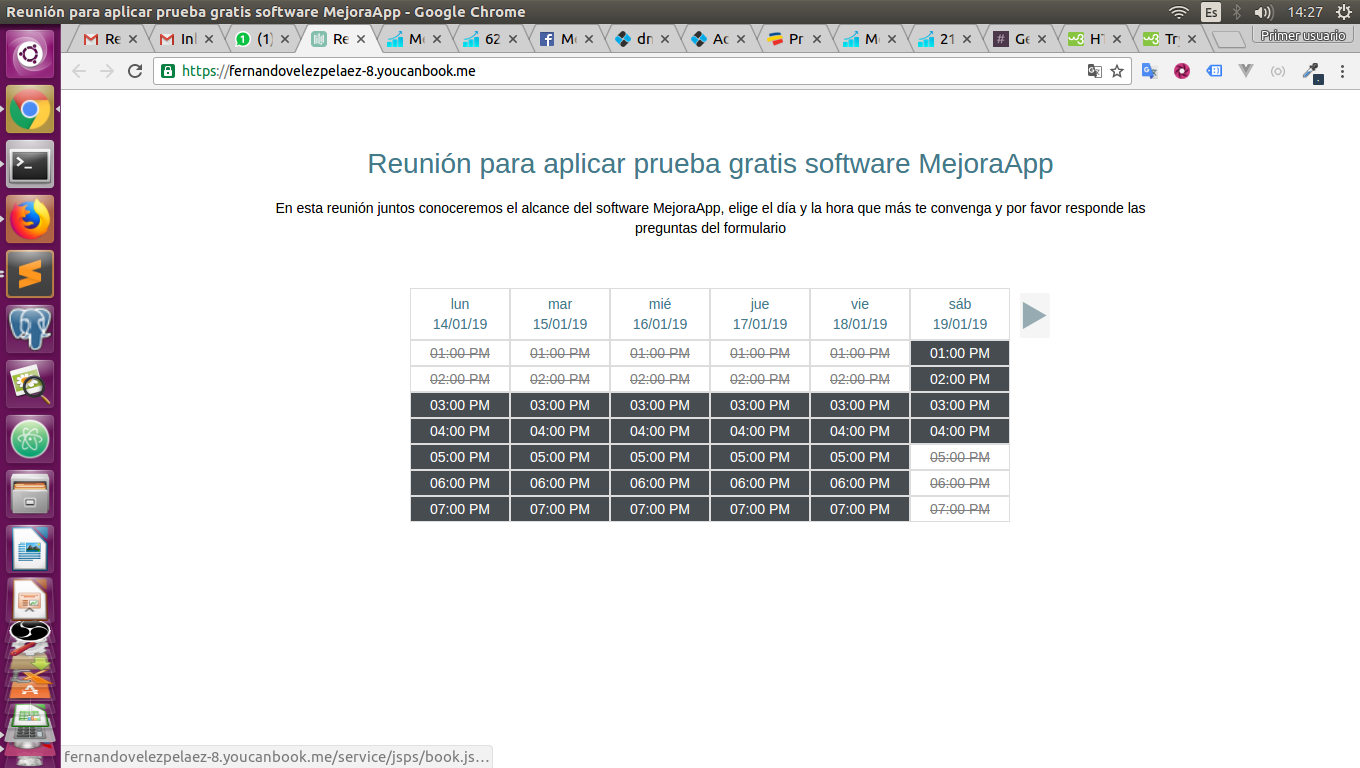 Reunión para aplicar prueba gratis software MejoraApp - Google Chrome
Es
14:27
Re
Inl
(1)
Re
Me
62
Me
dr
Ac
Pr
Me
21
Ge
HT
Try
Primer usuario
https://fernandovelezpelaez-8.youcanbook.me
Reunión para aplicar prueba gratis software MejoraApp
En esta reunión juntos conoceremos el alcance del software MejoraApp, elige el día y la hora que más te convenga y por favor responde las
preguntas del formulario
lun mar mié jue vie sáb
14/01/19 15/01/19 16/01/19 17/01/19 18/01/19 19/01/19
01:00 PM 01:00 PM 01:00 PM 01:00 PM 01:00 PM 01:00 PM
02:00 PM 02:00 PM 02:00 PM 02:00 PM 02:00 PM 02:00 PM
03:00 PM 03:00 PM 03:00 PM 03:00 PM 03:00 PM 03:00 PM
04:00 PM 04:00 PM 04:00 PM 04:00 PM 04:00 PM 04:00 PM
05:00 PM 05:00 PM 05:00 PM 05:00 PM 05:00 PM 05:00 PM
06:00 PM 06:00 PM 06:00 PM 06:00 PM 06:00 PM 06:00 PM
07:00 PM 07:00 PM 07:00 PM 07:00 PM 07:00 PM 07:00 PM
fernandovelezpelaez-8.youcanbook.me/service/jsps/book.js...